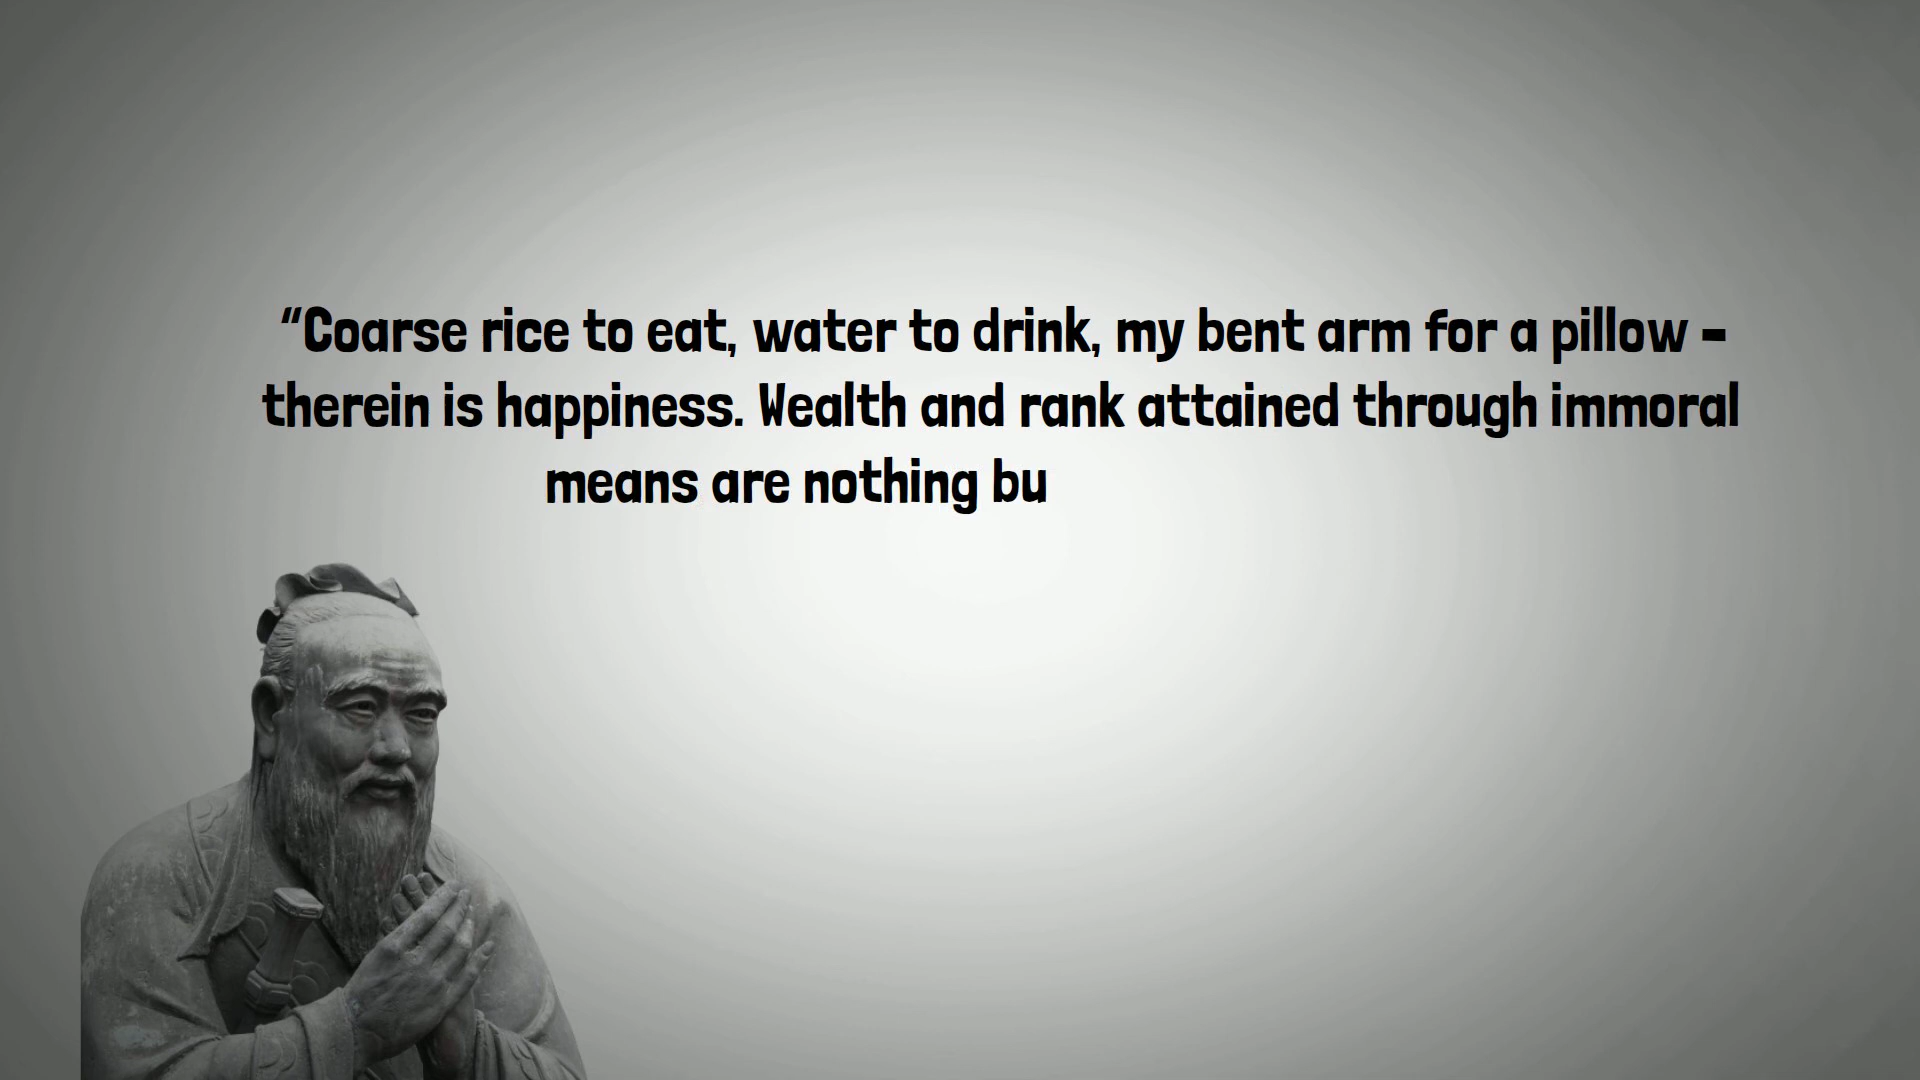 “Coarse rice to eat, water to drink, my bent arm for a pillow –
therein is happiness. Wealth and rank attained through immoral
means are nothing bu